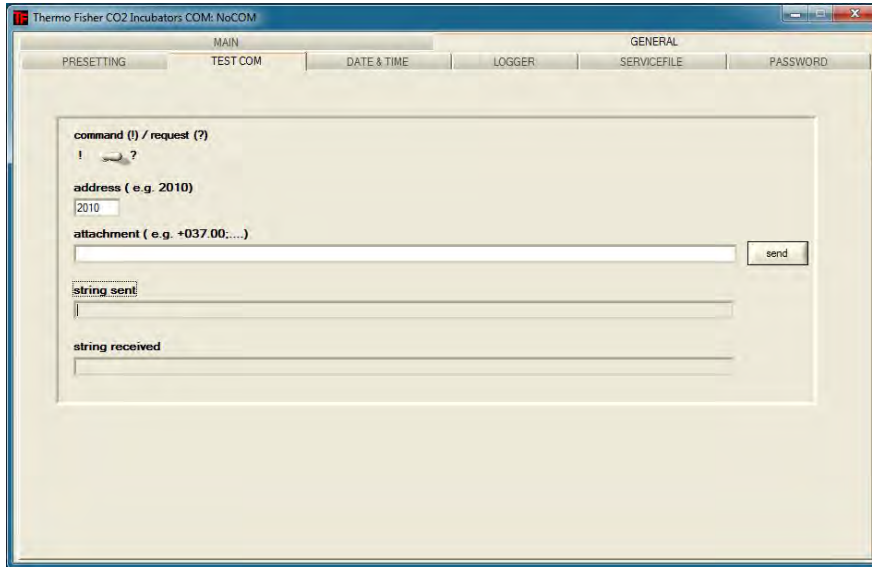 Thermo Fisher CO2 Incubators COM: NoCOM
MAIN GENERAL
PRESETTING TEST COM DATE & TIME LOGGER SERVICEFILE PASSWORD
command (!) / request (?)
! ?
address ( e.g. 2010)
2010
attachment ( e.g. +037.00;....)
send
string sent
string received